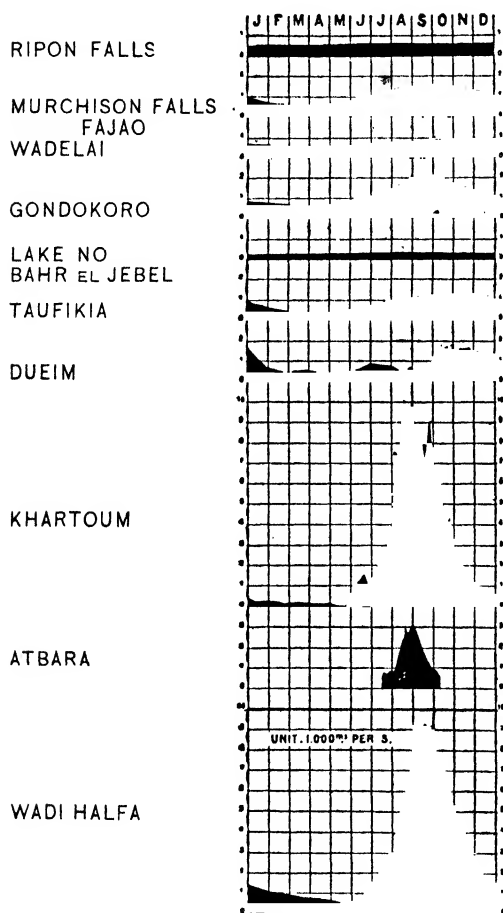 J F M A M J J A S O N D
RIPON FALLS
MURCHISON FALLS
FAJAO
WADELAI
GONDOKORO
LAKE NO
BAHR EL JEBEL
TAUFIKIA
DUEIM
KHARTOUM
ATBARA
UNIT. 1.000 m³ PER S.
WADI HALFA